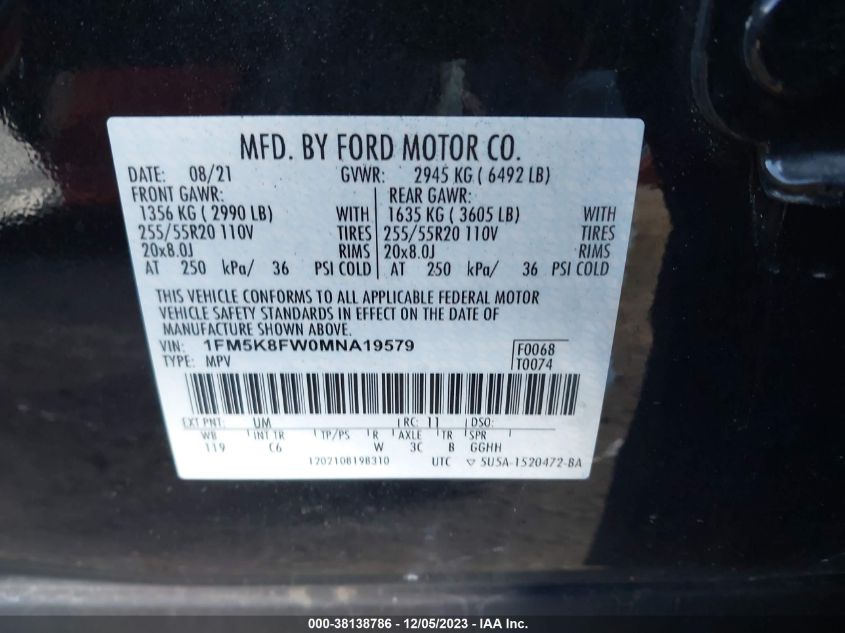 MFD. BY FORD MOTOR CO.
DATE: 08/21 GVWR: 2945 KG ( 6492 LB)
FRONT GAWR: REAR GAWR:
1356 KG ( 2990 LB) WITH 1635 KG ( 3605 LB) WITH
255/55R20 110V TIRES 255/55R20 110V TIRES
20x8.0J RIMS 20x8.0J RIMS
AT 250 kPa/ 36 PSI COLD AT 250 kPa/ 36 PSI COLD
THIS VEHICLE CONFORMS TO ALL APPLICABLE FEDERAL MOTOR
VEHICLE SAFETY STANDARDS IN EFFECT ON THE DATE OF
MANUFACTURE SHOWN ABOVE.
VIN: 1FM5K8FW0MNA19579 F0068
TYPE: MPV T0074
EXT PNT: UM RC: 11 DSO:
WB INT TR TP/PS R AXLE TR SPR
119 C6 W 3C B GGHH
1202108198310 UTC ▽ SU5A-1520472-BA
000-38138786 - 12/05/2023 - IAA Inc.